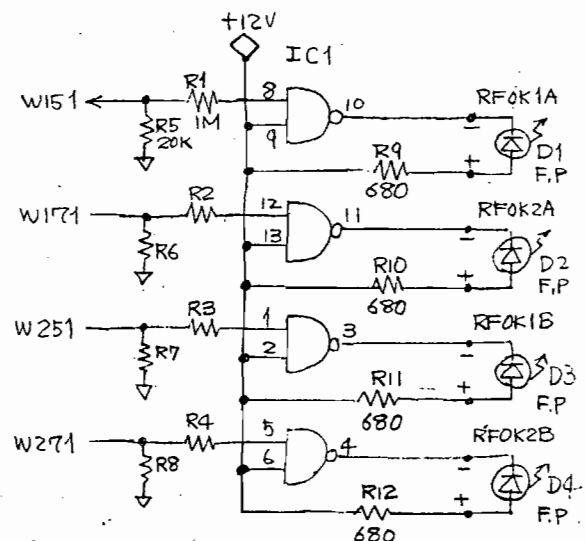 +12V
IC1
W151
R1
1M
8
9
10
R5
20K
RFOK1A
−
+
D1
F.P
R9
680
W171
R2
12
13
11
R6
RFOK2A
−
+
D2
F.P
R10
680
W251
R3
1
2
3
R7
RFOK1B
−
+
D3
F.P
R11
680
W271
R4
5
6
4
R8
RFOK2B
−
+
D4
F.P
R12
680